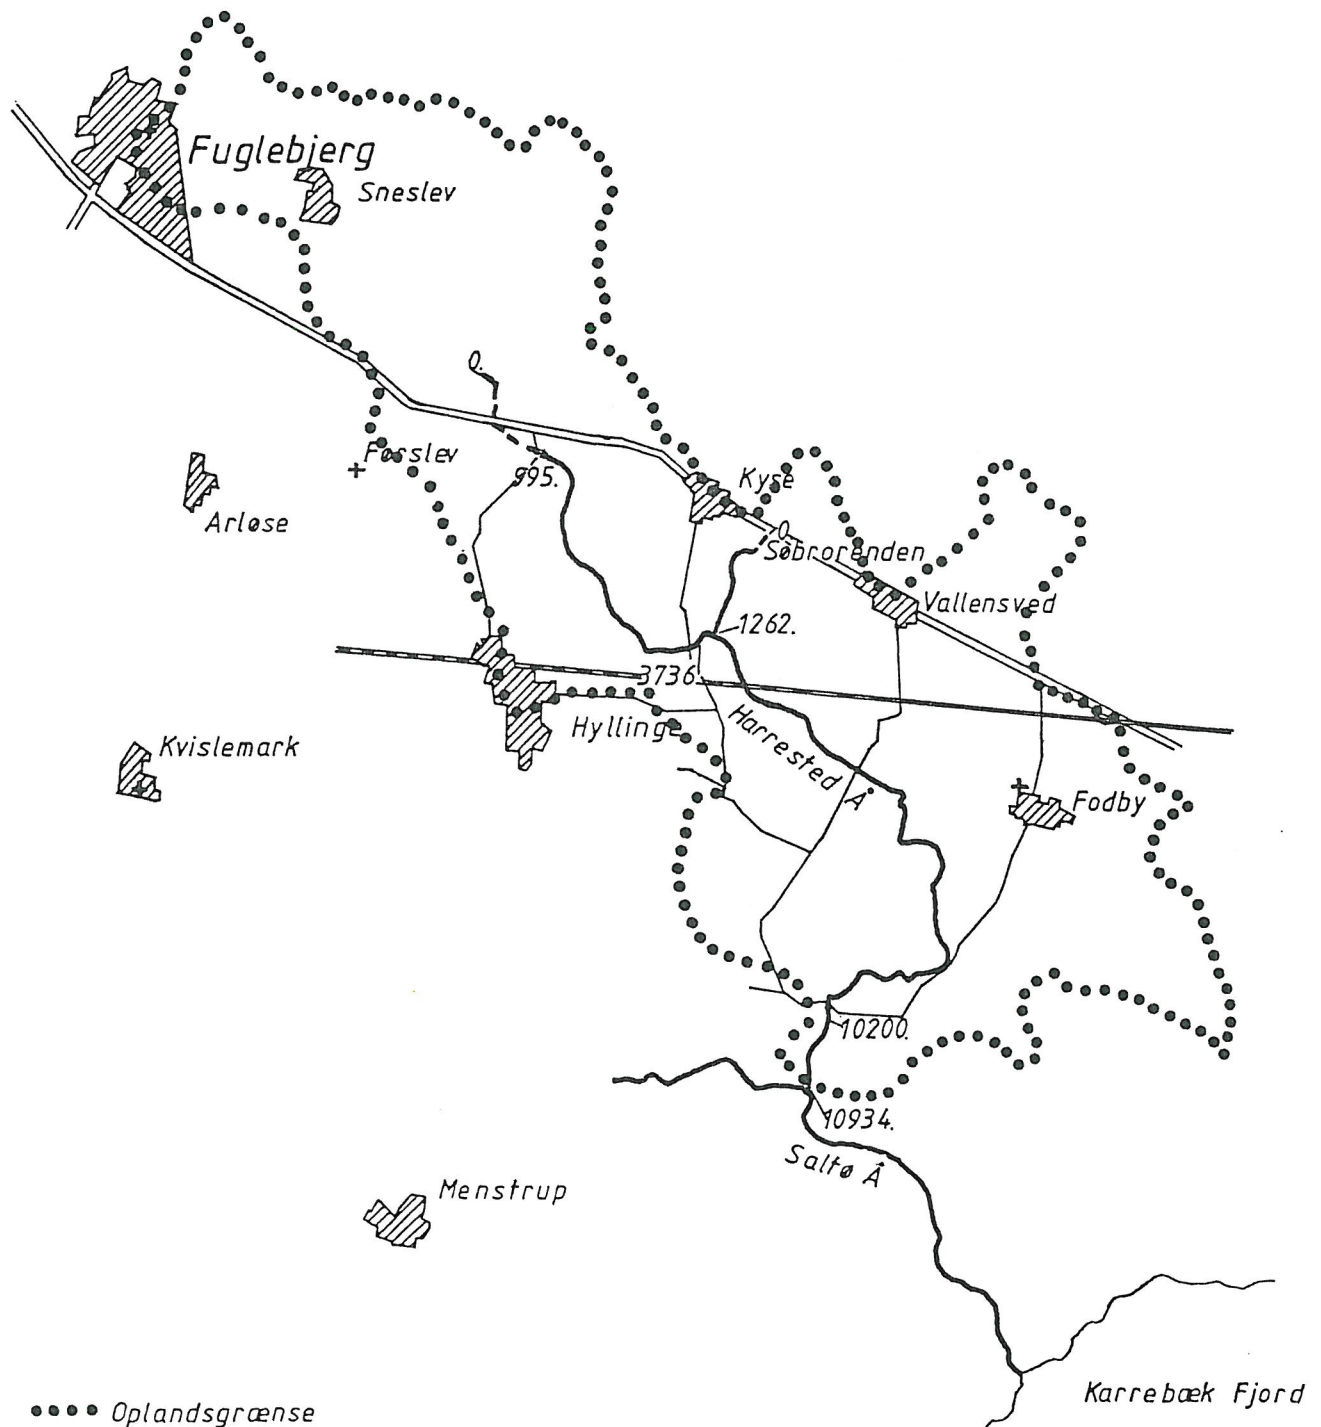 Fuglebjerg
Sneslev
0.
Førslev
995.
Kyse
Arløse
0
Søbrorenden
Vallensved
1262.
3736.
Hyllinge
Harrested Å
Kvislemark
Fodby
10200.
10934.
Saltø Å
Menstrup
Karrebæk Fjord
Oplandsgrænse